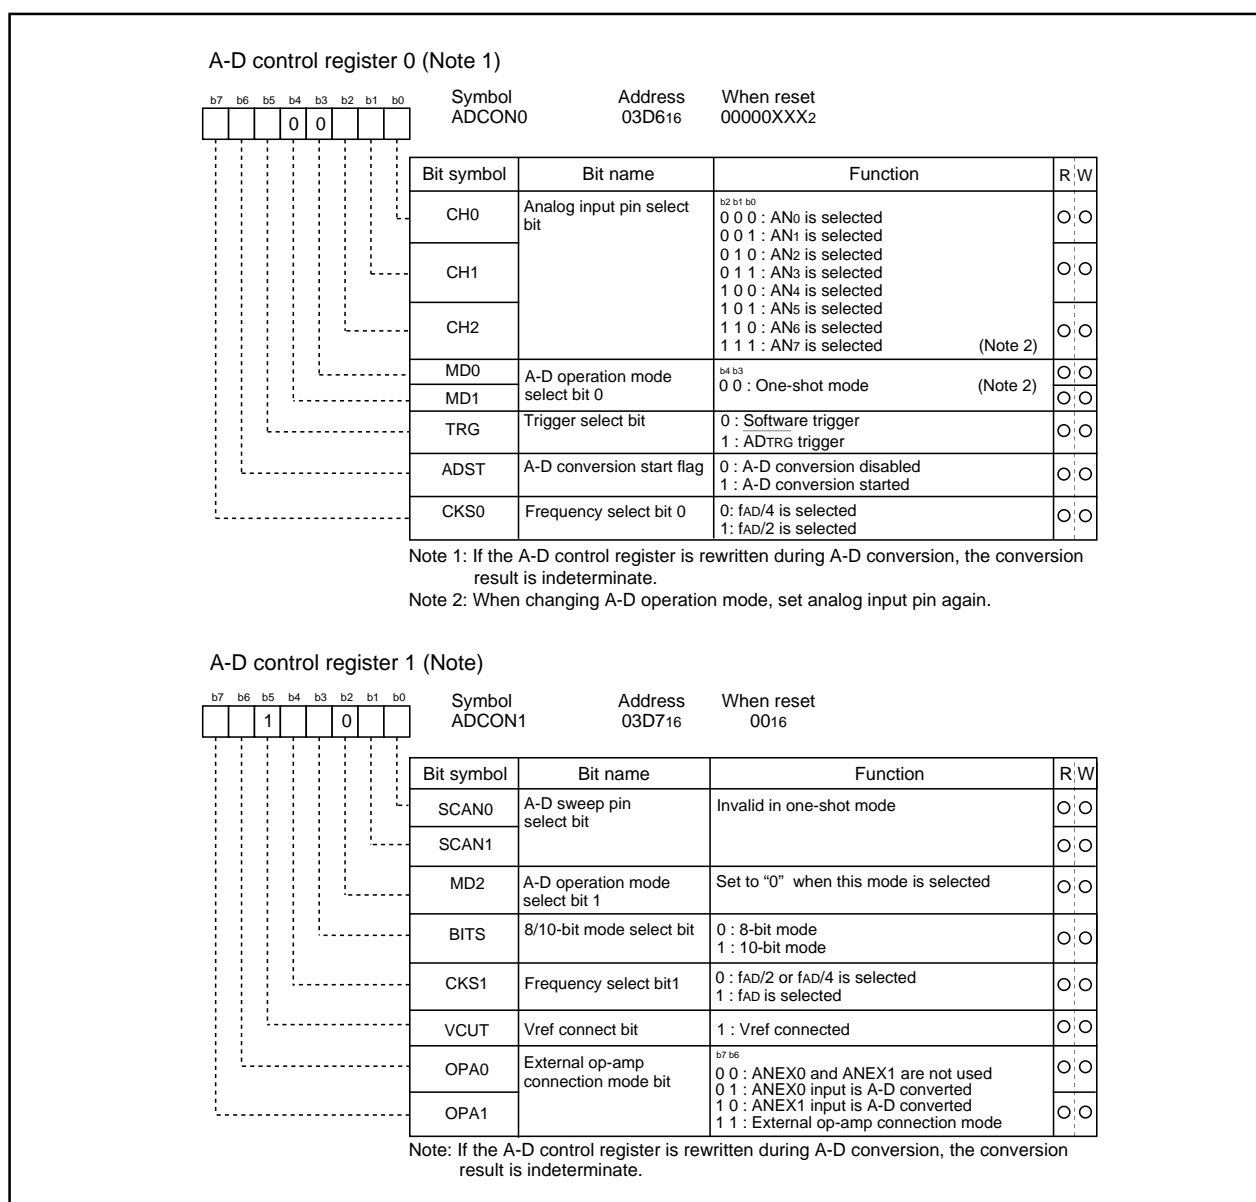 A-D control register 0 (Note 1)
b7 b6 b5 b4 b3 b2 b1 b0
0 0
Symbol Address When reset
ADCON0 03D616 00000XXX2
Bit symbol Bit name Function R W
CH0 Analog input pin select bit
b2 b1 b0
0 0 0 : AN0 is selected
0 0 1 : AN1 is selected
0 1 0 : AN2 is selected
CH1
0 1 1 : AN3 is selected
1 0 0 : AN4 is selected
1 0 1 : AN5 is selected
CH2
1 1 0 : AN6 is selected
1 1 1 : AN7 is selected (Note 2)
MD0 A-D operation mode
b4 b3
0 0 : One-shot mode (Note 2)
MD1 select bit 0
TRG Trigger select bit 0 : Software trigger
1 : ADTRG trigger
ADST A-D conversion start flag 0 : A-D conversion disabled
1 : A-D conversion started
CKS0 Frequency select bit 0 0: fAD/4 is selected
1: fAD/2 is selected
Note 1: If the A-D control register is rewritten during A-D conversion, the conversion
result is indeterminate.
Note 2: When changing A-D operation mode, set analog input pin again.
A-D control register 1 (Note)
b7 b6 b5 b4 b3 b2 b1 b0
1 0
Symbol Address When reset
ADCON1 03D716 0016
Bit symbol Bit name Function R W
SCAN0 A-D sweep pin Invalid in one-shot mode
select bit
SCAN1
MD2 A-D operation mode Set to “0” when this mode is selected
select bit 1
BITS 8/10-bit mode select bit 0 : 8-bit mode
1 : 10-bit mode
CKS1 Frequency select bit1 0 : fAD/2 or fAD/4 is selected
1 : fAD is selected
VCUT Vref connect bit 1 : Vref connected
OPA0 External op-amp
connection mode bit
b7 b6
0 0 : ANEX0 and ANEX1 are not used
0 1 : ANEX0 input is A-D converted
OPA1
1 0 : ANEX1 input is A-D converted
1 1 : External op-amp connection mode
Note: If the A-D control register is rewritten during A-D conversion, the conversion
result is indeterminate.